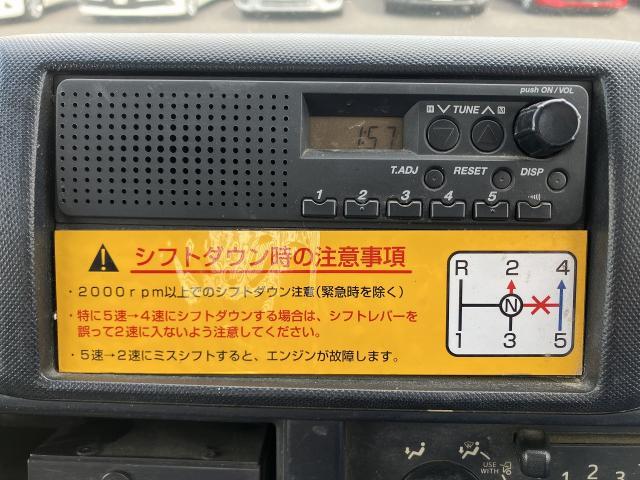 push ON/VOL
H TUNE M
1:57
T.ADJ RESET DISP
1 2 3 4 5
シフトダウン時の注意事項
・2000rpm以上でのシフトダウン注意(緊急時を除く)
・特に5速→4速にシフトダウンする場合は、シフトレバーを
誤って2速に入ないよう注意してください。
・5速→2速にミスシフトすると、エンジンが故障します。
R 2 4
N
1 3 5
USE
WITH
1 2 3